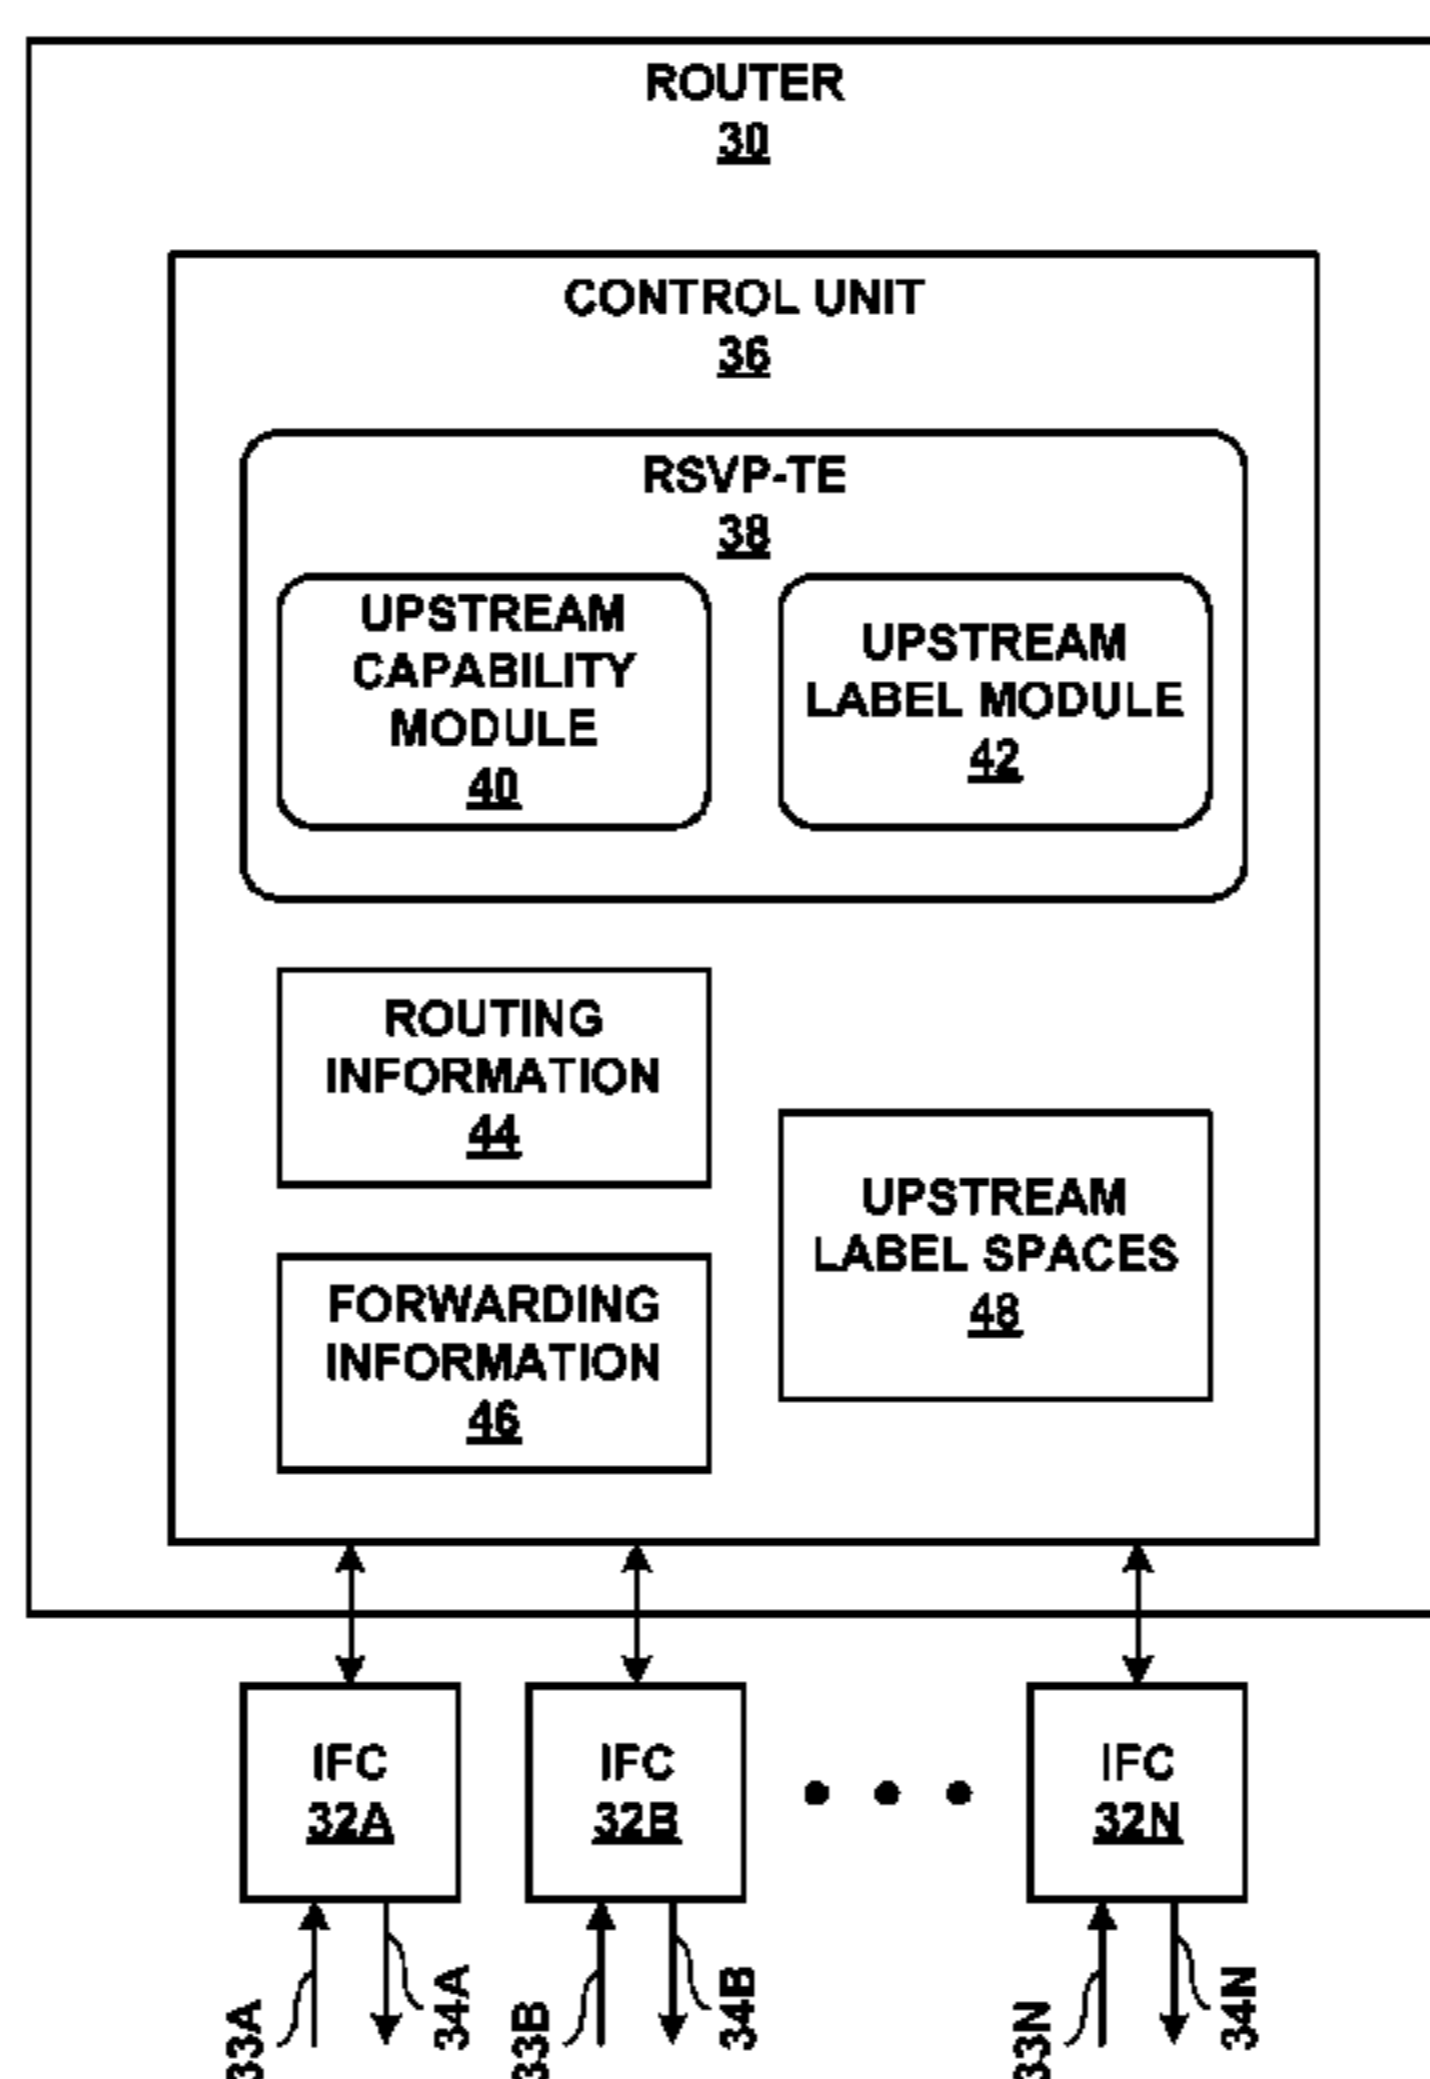 ROUTER
30
CONTROL UNIT
36
RSVP-TE
38
UPSTREAM
CAPABILITY
MODULE
40
UPSTREAM
LABEL MODULE
42
ROUTING
INFORMATION
44
FORWARDING
INFORMATION
46
UPSTREAM
LABEL SPACES
48
IFC
32A
IFC
32B
IFC
32N
33A
34A
33B
34B
33N
34N